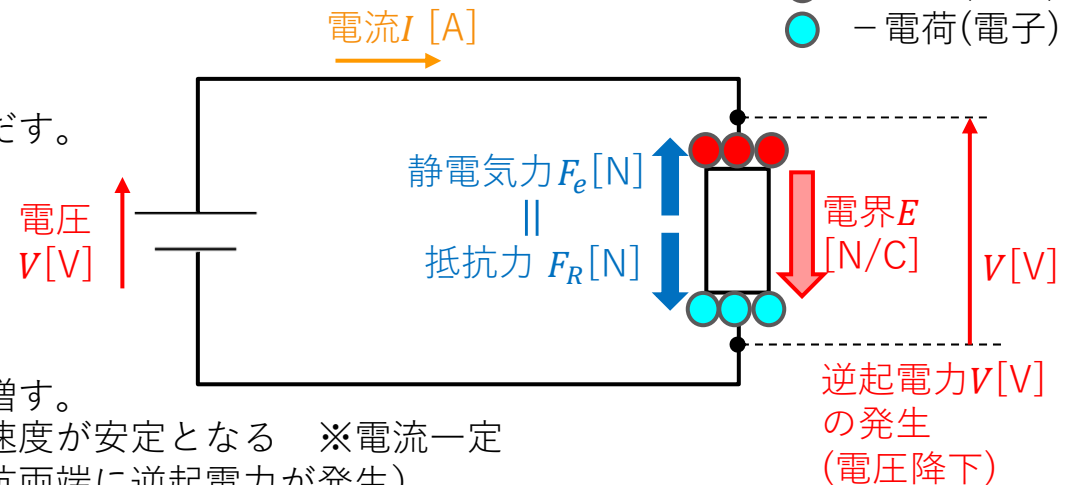 電流I [A]
−電荷(電子)
だす。
静電気力Fe[N]
||
抵抗力 FR[N]
電圧
V[V]
電界E
[N/C]
V[V]
増す。
速度が安定となる　※電流一定
抗両端に逆起電力が発生)
逆起電力V[V]
の発生
(電圧降下)